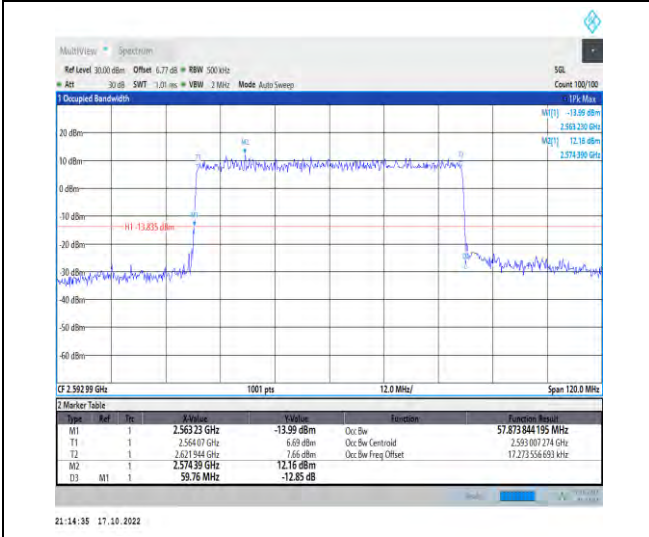 MultiView Spectrum
Ref Level 30.00 dBm Offset 6.77 dB RBW 500 kHz SGL
Att 30 dB SWT 1.01 ms VBW 2 MHz Mode Auto Sweep Count 100/100
1 Occupied Bandwidth 1Pk Max
M1[1] -13.99 dBm
2.563 230 GHz
20 dBm
M2
M2[1] 12.16 dBm
2.574 390 GHz
10 dBm
T1
0 dBm
-10 dBm
M1
H1 -13.835 dBm
-20 dBm
-30 dBm
-40 dBm
-50 dBm
-60 dBm
CF 2.592 99 GHz 1001 pts 12.0 MHz/ Span 120.0 MHz
2 Marker Table
Type Ref Trc X-Value Y-Value Function Function Result
M1 1 2.563 23 GHz -13.99 dBm Occ Bw 57.873 844 195 MHz
T1 1 2.564 07 GHz 6.69 dBm Occ Bw Centroid 2.593 007 274 GHz
T2 1 2.621 944 GHz 7.66 dBm Occ Bw Freq Offset 17.273 556 693 kHz
M2 1 2.574 39 GHz 12.16 dBm
D3 M1 1 59.76 MHz -12.85 dB
21:14:35 17.10.2022